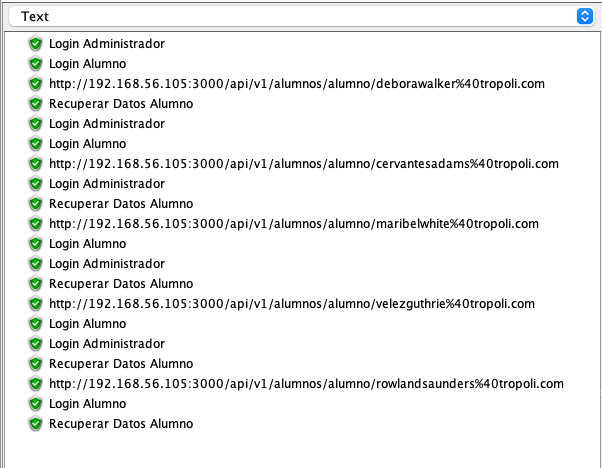 Text
Login Administrador
Login Alumno
http://192.168.56.105:3000/api/v1/alumnos/alumno/deborawalker%40tropoli.com
Recuperar Datos Alumno
Login Administrador
Login Alumno
http://192.168.56.105:3000/api/v1/alumnos/alumno/cervantesadams%40tropoli.com
Login Administrador
Recuperar Datos Alumno
http://192.168.56.105:3000/api/v1/alumnos/alumno/maribelwhite%40tropoli.com
Login Alumno
Login Administrador
Recuperar Datos Alumno
http://192.168.56.105:3000/api/v1/alumnos/alumno/velezguthrie%40tropoli.com
Login Alumno
Login Administrador
Recuperar Datos Alumno
http://192.168.56.105:3000/api/v1/alumnos/alumno/rowlandsaunders%40tropoli.com
Login Alumno
Recuperar Datos Alumno